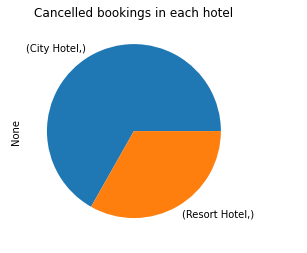 Cancelled bookings in each hotel
(City Hotel,)
None
(Resort Hotel,)